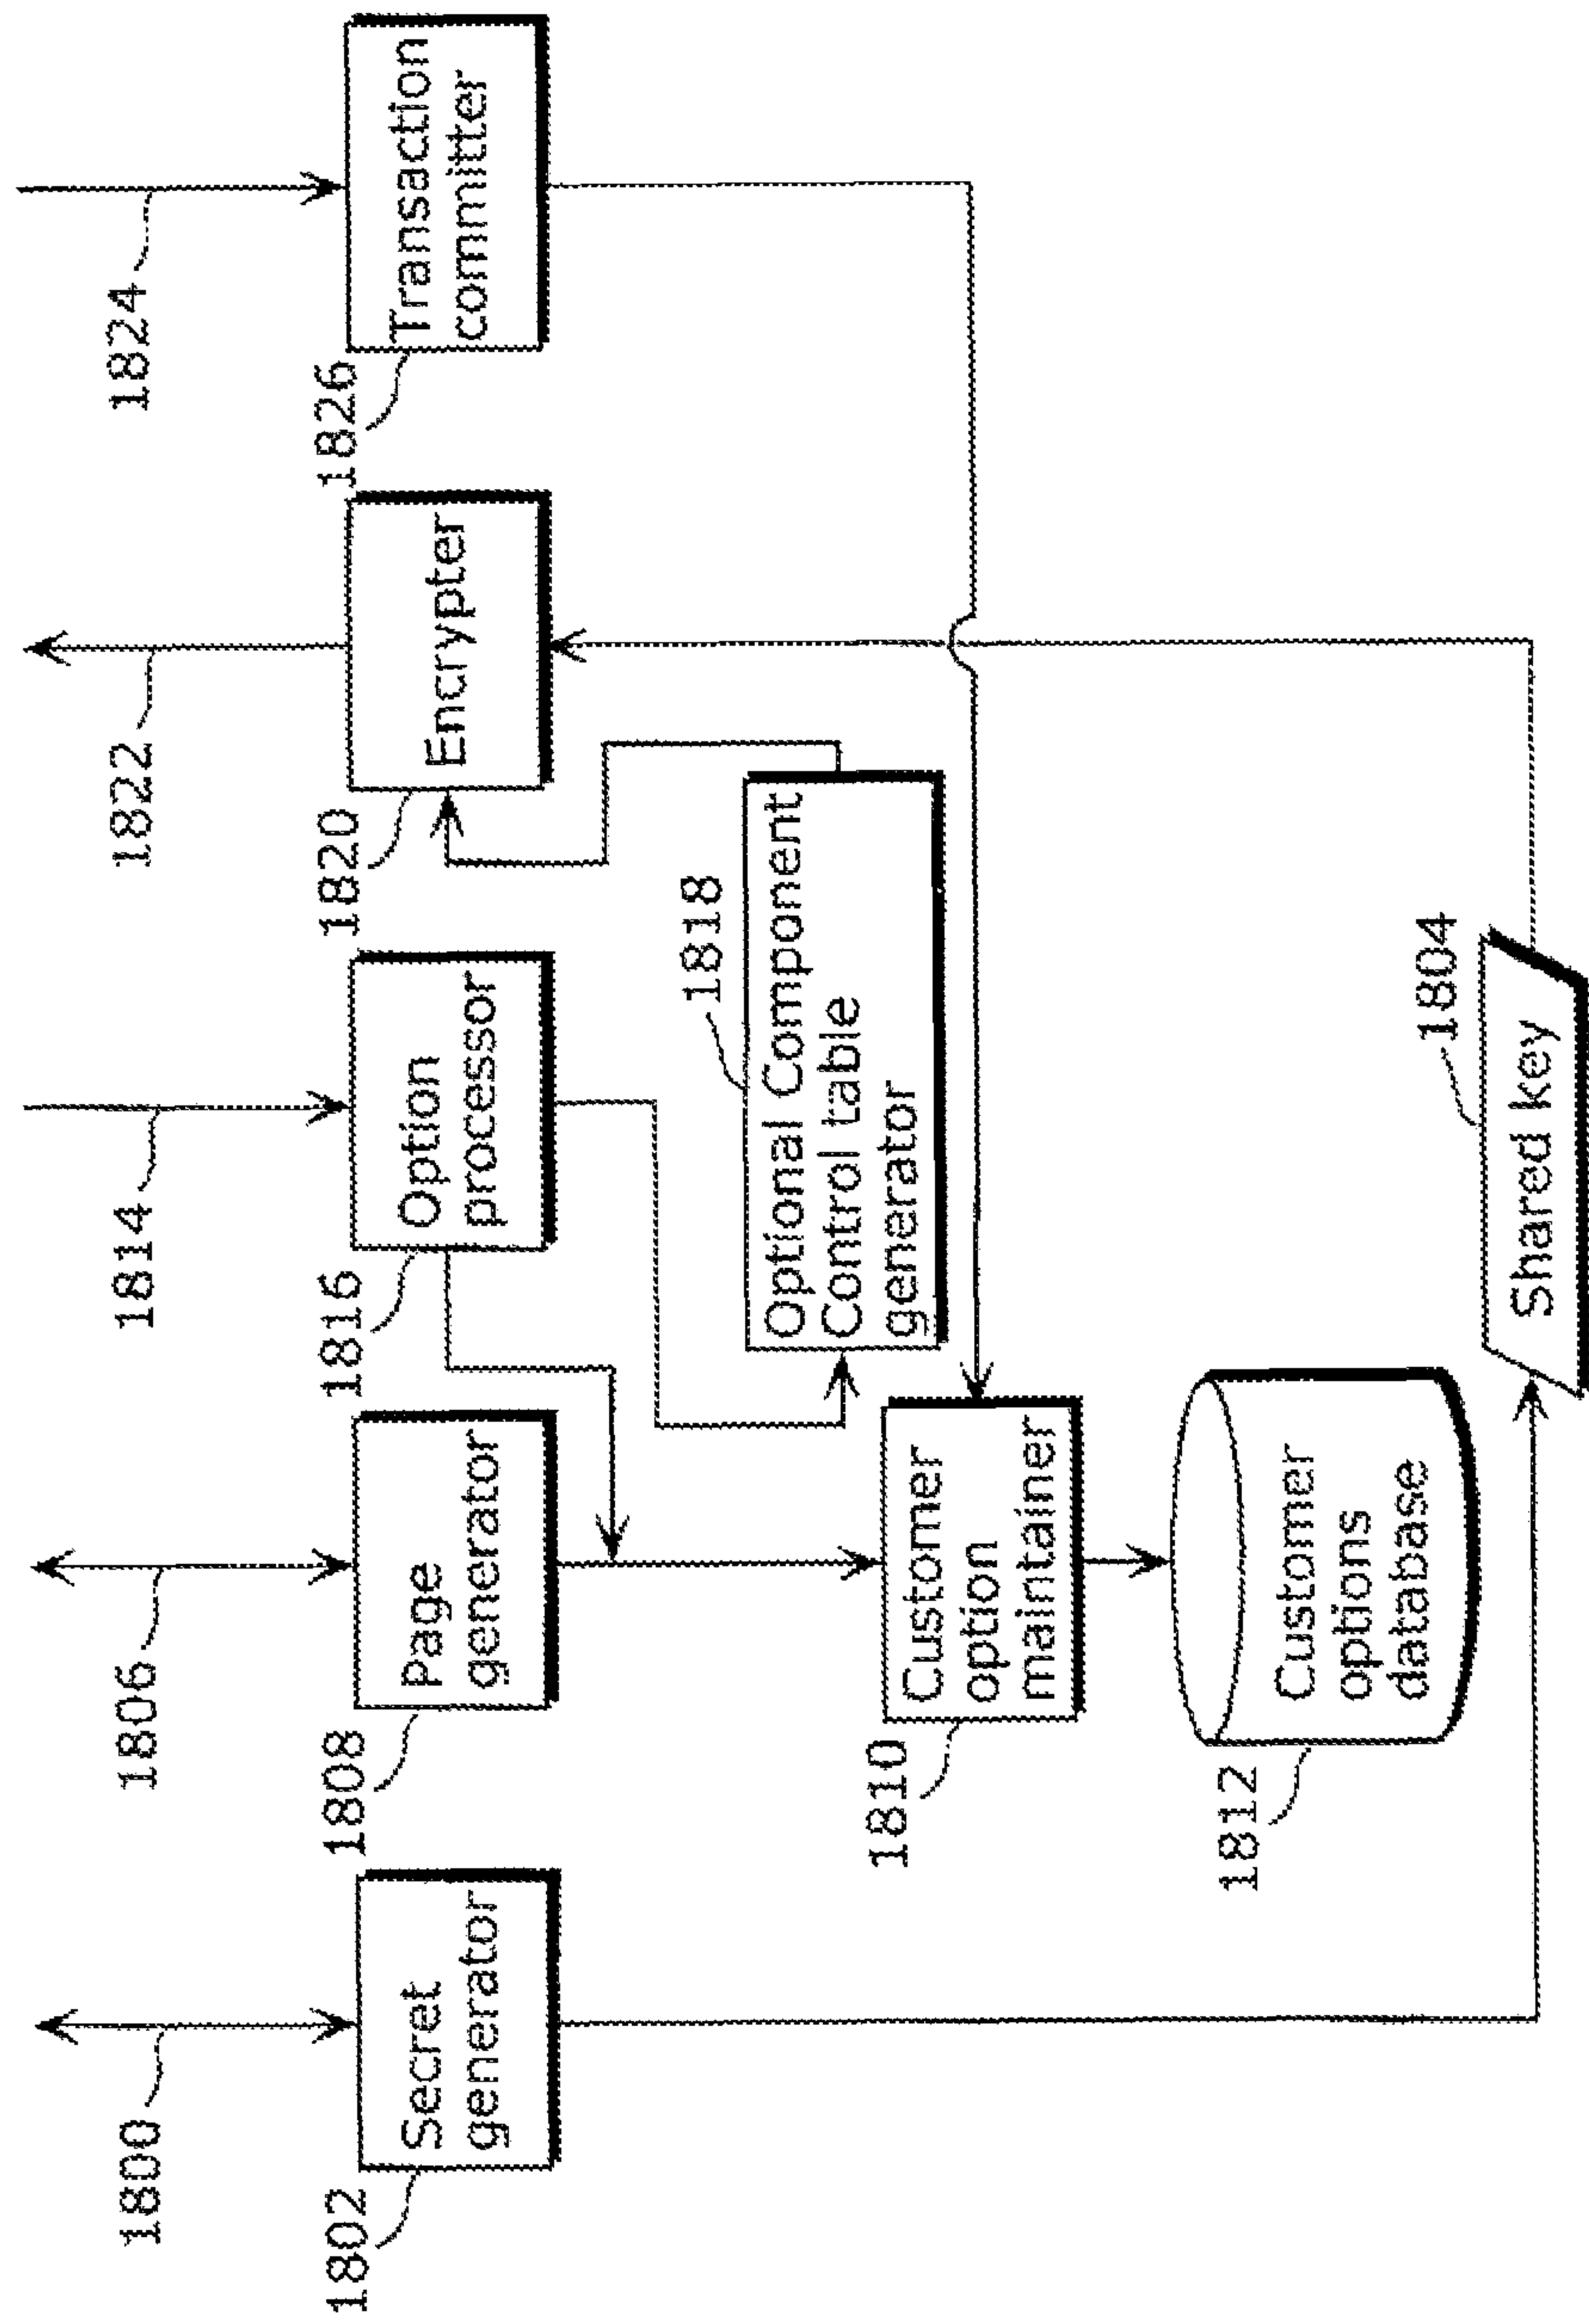 1800
1806
1814
1822
1824
1802
1808
1816
1820
1826
Secret
generator
Page
generator
Option
processor
Encrypter
Transaction
committer
1818
Optional Component
Control table
generator
1810
Customer
option
maintainer
1812
Customer
options
database
1804
Shared key